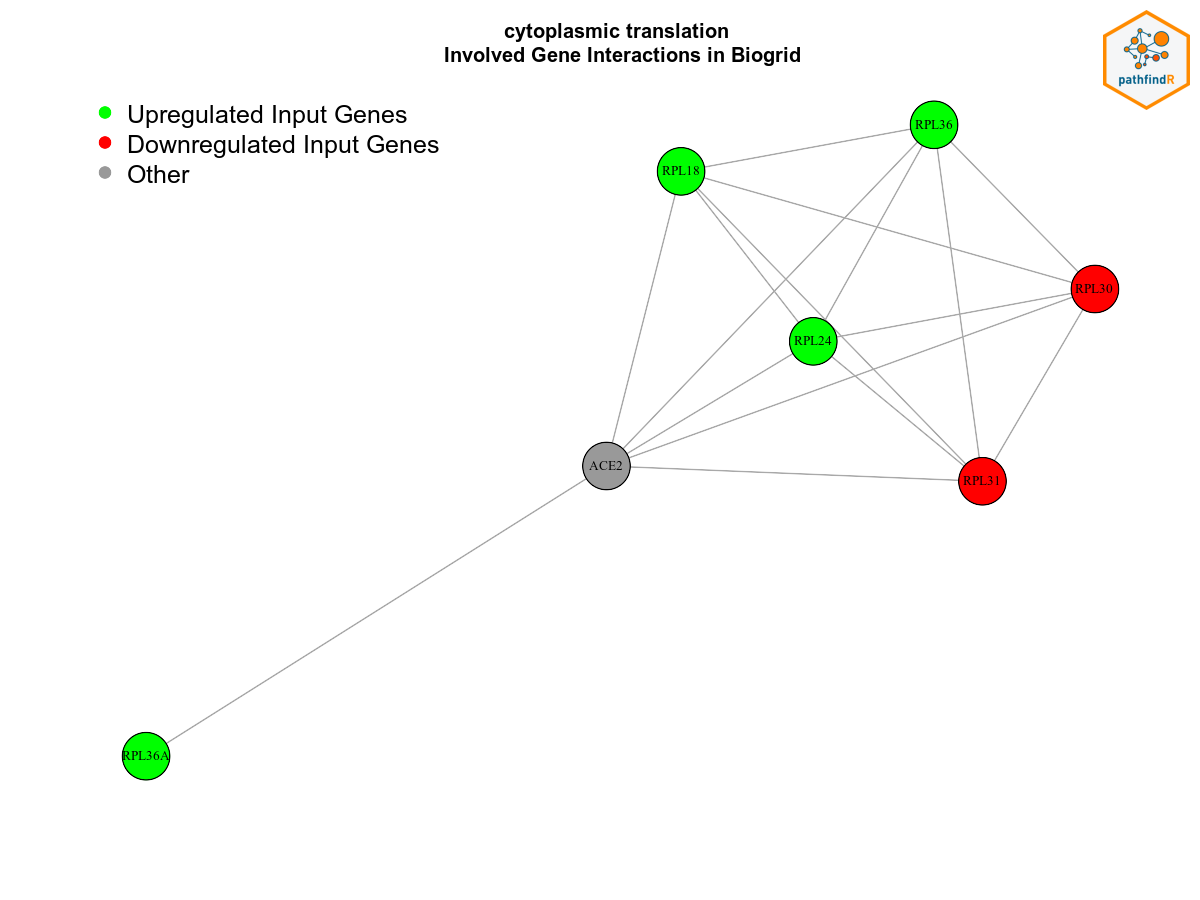 cytoplasmic translation
Involved Gene Interactions in Biogrid
pathfindR
Upregulated Input Genes
Downregulated Input Genes
Other
RPL36
RPL18
RPL30
RPL24
ACE2
RPL31
RPL36A